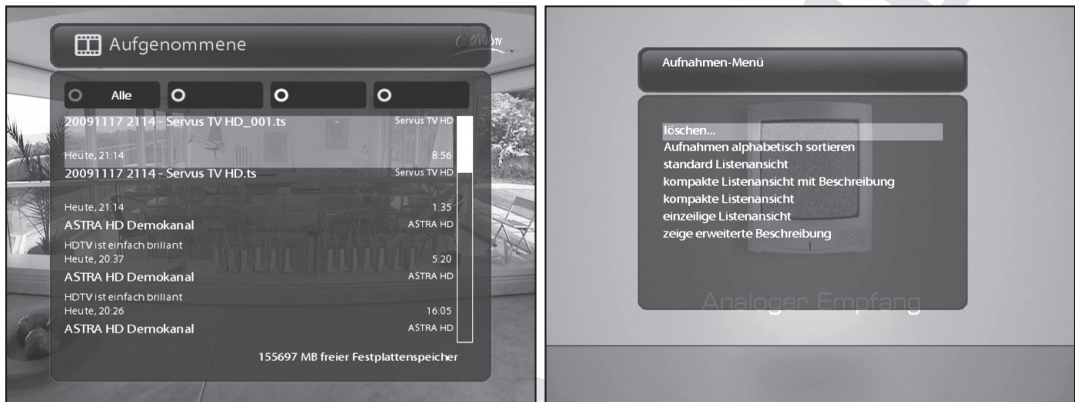 Aufgenommene
Servus TV
Alle
20091117 2114 - Servus TV HD_001.ts Servus TV HD
Heute, 21:14 8:56
20091117 2114 - Servus TV HD.ts Servus TV HD
Heute, 21:14 1:35
ASTRA HD Demokanal ASTRA HD
HDTV ist einfach brillant
Heute, 20:37 5:20
ASTRA HD Demokanal ASTRA HD
HDTV ist einfach brillant
Heute, 20:26 16:05
ASTRA HD Demokanal ASTRA HD
155697 MB freier Festplattenspeicher
Aufnahmen-Menü
löschen...
Aufnahmen alphabetisch sortieren
standard Listenansicht
kompakte Listenansicht mit Beschreibung
kompakte Listenansicht
einzeilige Listenansicht
zeige erweiterte Beschreibung
Analoger Empfang